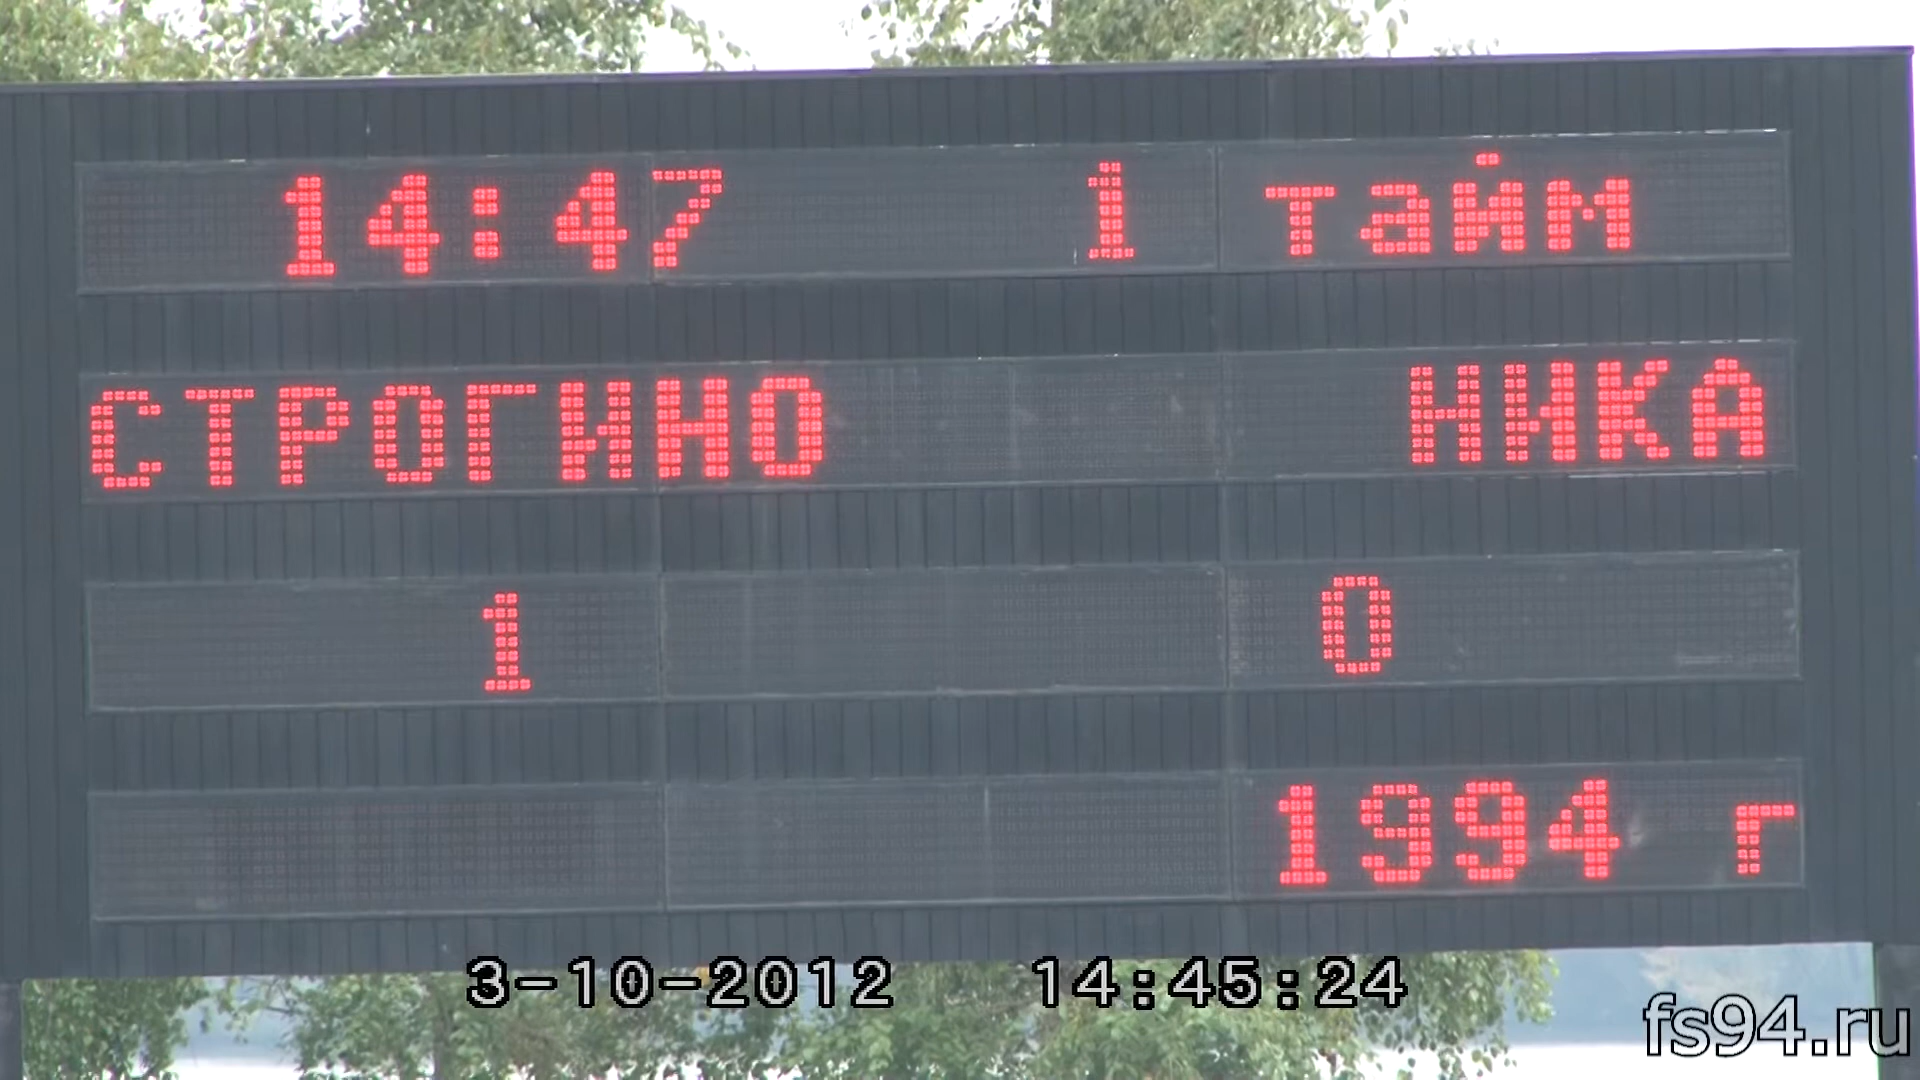 14:47 1 тайм
СТРОГИНО НИКА
1 0
1994 г
3-10-2012 14:45:24
fs94.ru